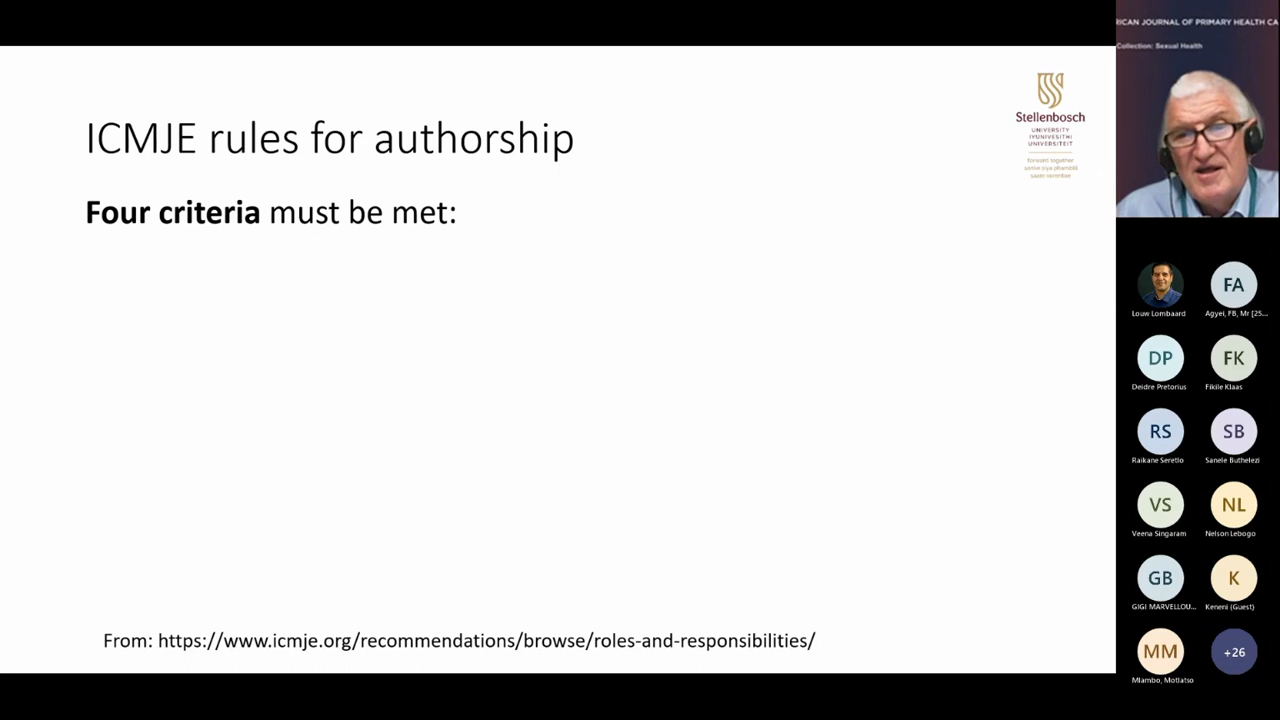 RICAN JOURNAL OF PRIMARY HEALTH CA
Collection: Sexual Health
ICMJE rules for authorship
Four criteria must be met:
Stellenbosch
UNIVERSITY
IYUNIVESITHI
UNIVERSITEIT
forward together
sonke siya phambili
saam vorentoe
From: https://www.icmje.org/recommendations/browse/roles-and-responsibilities/
Louw Lombaard
FA
Agyei, FB, Mr [25...
DP
Deidre Pretorius
FK
Fikile Klaas
RS
Raikane Seretlo
SB
Sanele Buthelezi
VS
Veena Singaram
NL
Nelson Lebogo
GB
GIGI MARVELLOU...
K
Keneni (Guest)
MM
Mlambo, Motlatso
+26